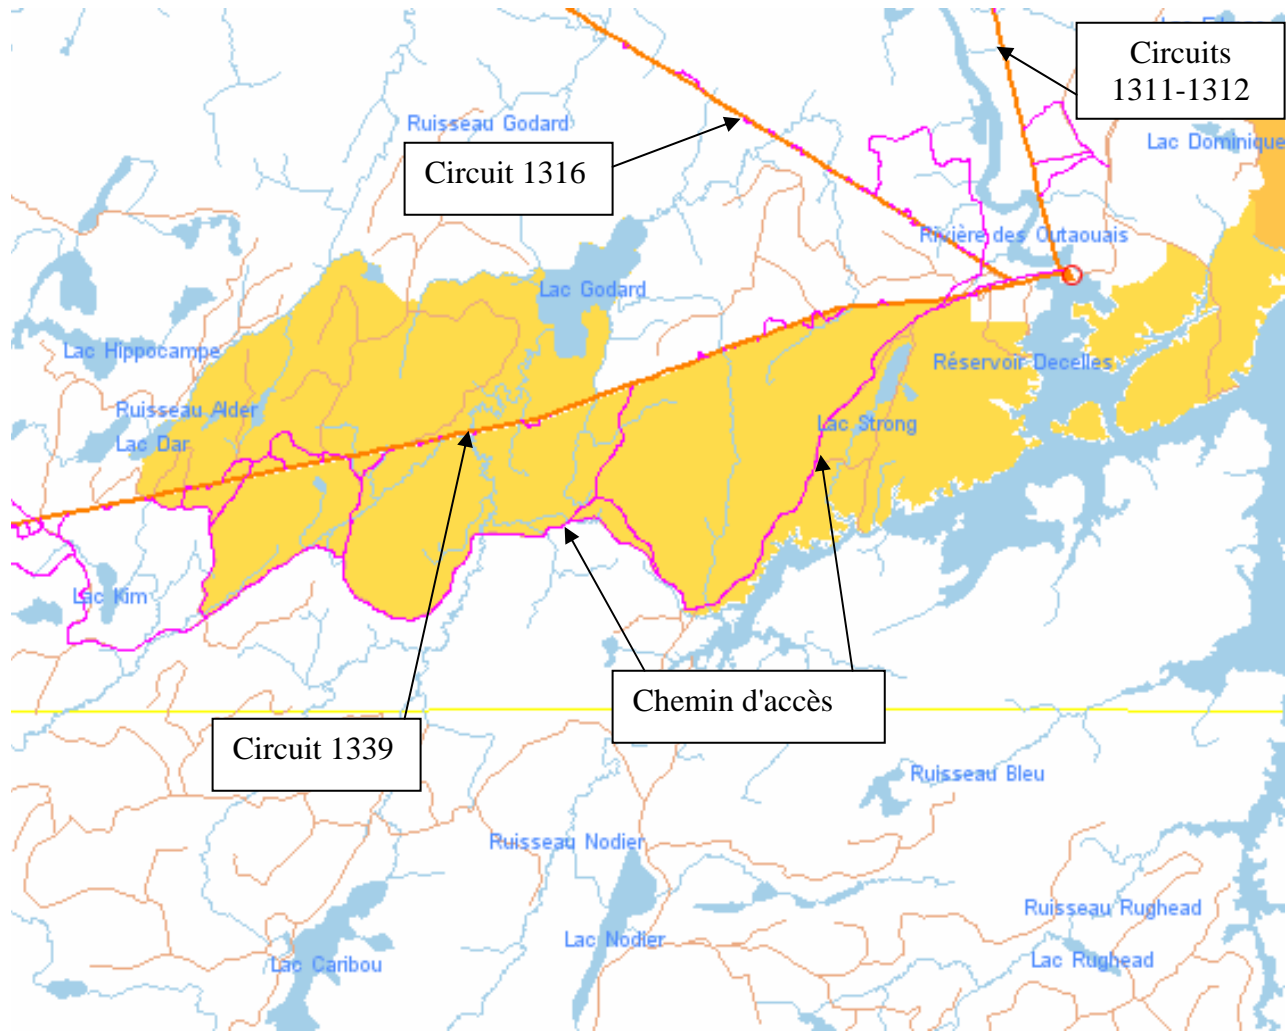 Circuits
1311-1312
Ruisseau Godard
Lac Dominique
Circuit 1316
Rivière des Outaouais
Lac Godard
Lac Hippocampe
Réservoir Decelles
Ruisseau Alder
Lac Dar
Lac Strong
Lac Kim
Chemin d'accès
Circuit 1339
Ruisseau Bleu
Ruisseau Nodier
Ruisseau Rughead
Lac Nodier
Lac Rughead
Lac Caribou